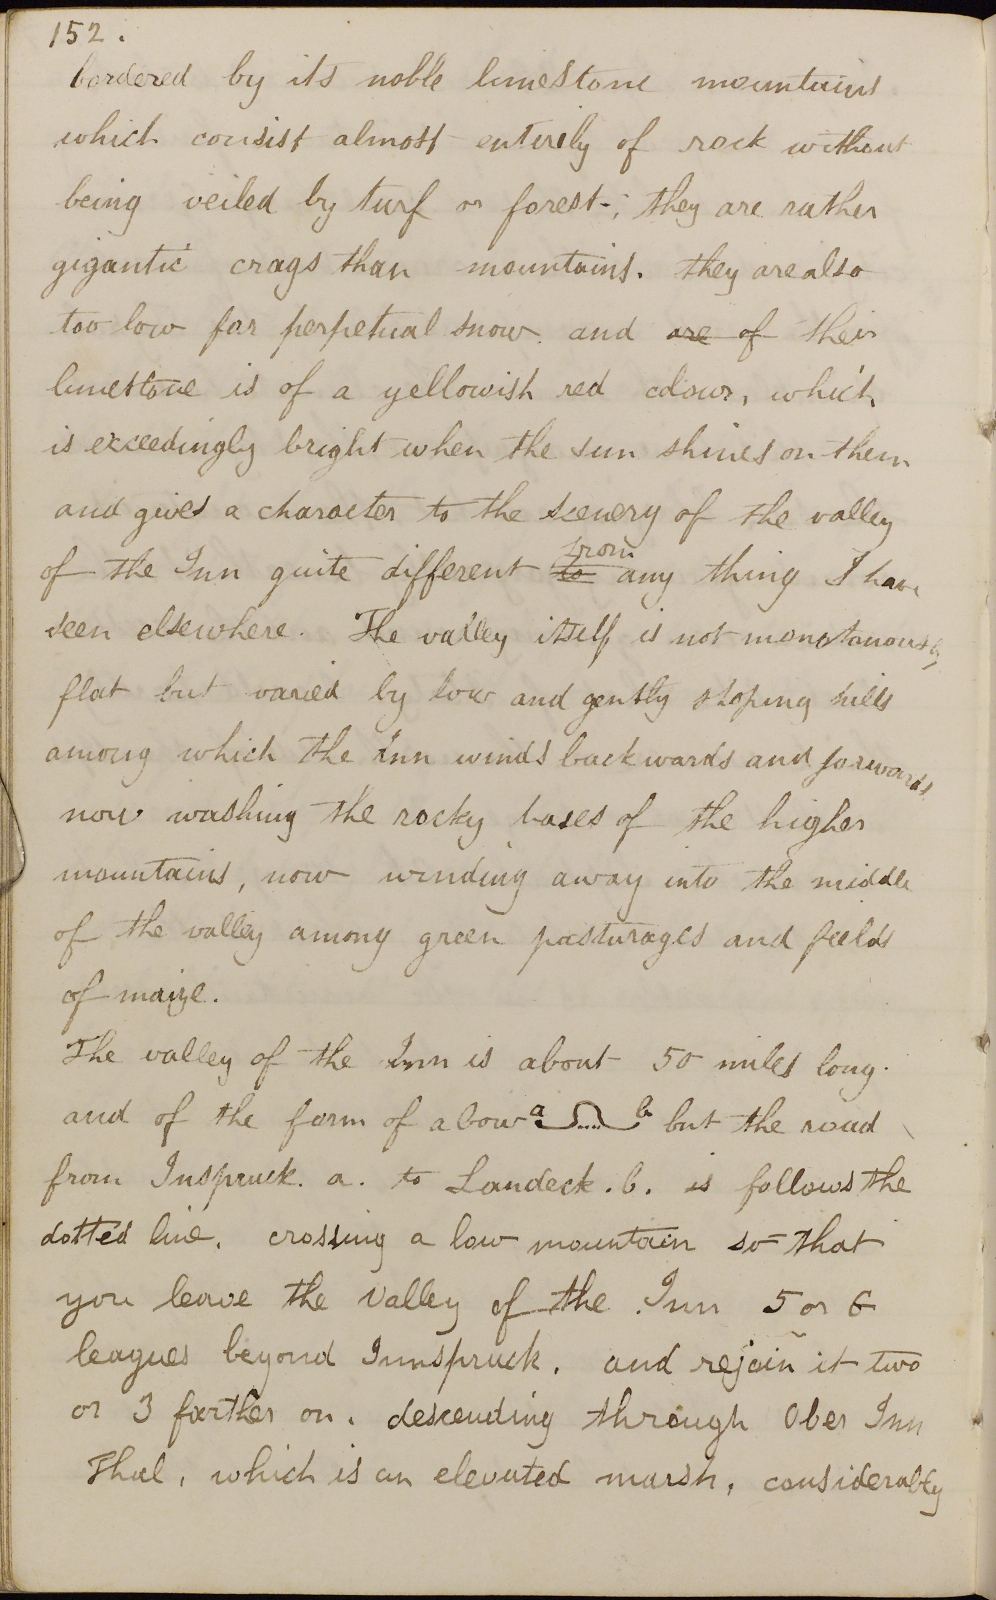 152.
bordered by its noble limestone mountains
which consist almost entirely of rock without
being veiled by turf or forest-; they are rather
gigantic crags than mountains. they are also
too low for perpetual snow. and are of their
limestone is of a yellowish red colour, which
is exceedingly bright when the sun shines on them
and gives a character to the scenery of the valley
from
of the Inn quite different to any thing I have
seen elsewhere. The valley itself is not monotanously
flat but varied by low and gently sloping hills
among which the Inn winds backwards and forwards.
now washing the rocky bases of the higher
mountains, now winding away into the middle
of the valley among green pasturages and fields
of maize.
The valley of the Inn is about 50 miles long.
and of the form of a bow a b but the road
from Inspruck. a. to Landeck. b. is follows the
dotted line. crossing a low mountain so that
you leave the valley of the Inn 5 or 6
leagues beyond Innspruck. and rejoin it two
or 3 farther on. descending through Ober Inn
Thal, which is an elevated marsh, considerably